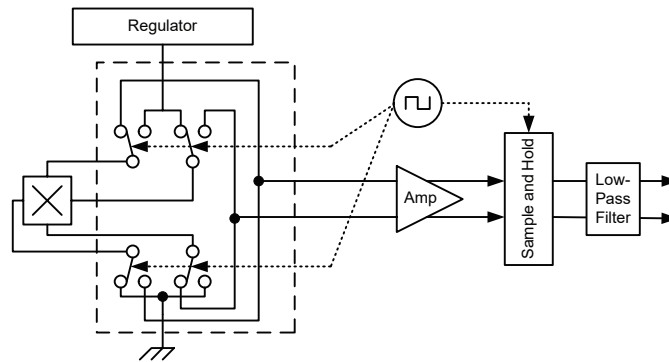 Regulator
Amp
Sample and Hold
Low-
Pass
Filter